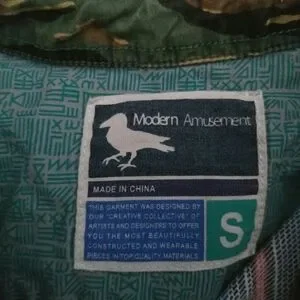 Modern Amusement
MADE IN CHINA
THIS GARMENT WAS DESIGNED BY
OUR "CREATIVE COLLECTIVE" OF
ARTISTS AND DESIGNERS TO OFFER
YOU THE MOST BEAUTIFULLY
CONSTRUCTED AND WEARABLE
PIECES IN TOP QUALITY MATERIALS
S